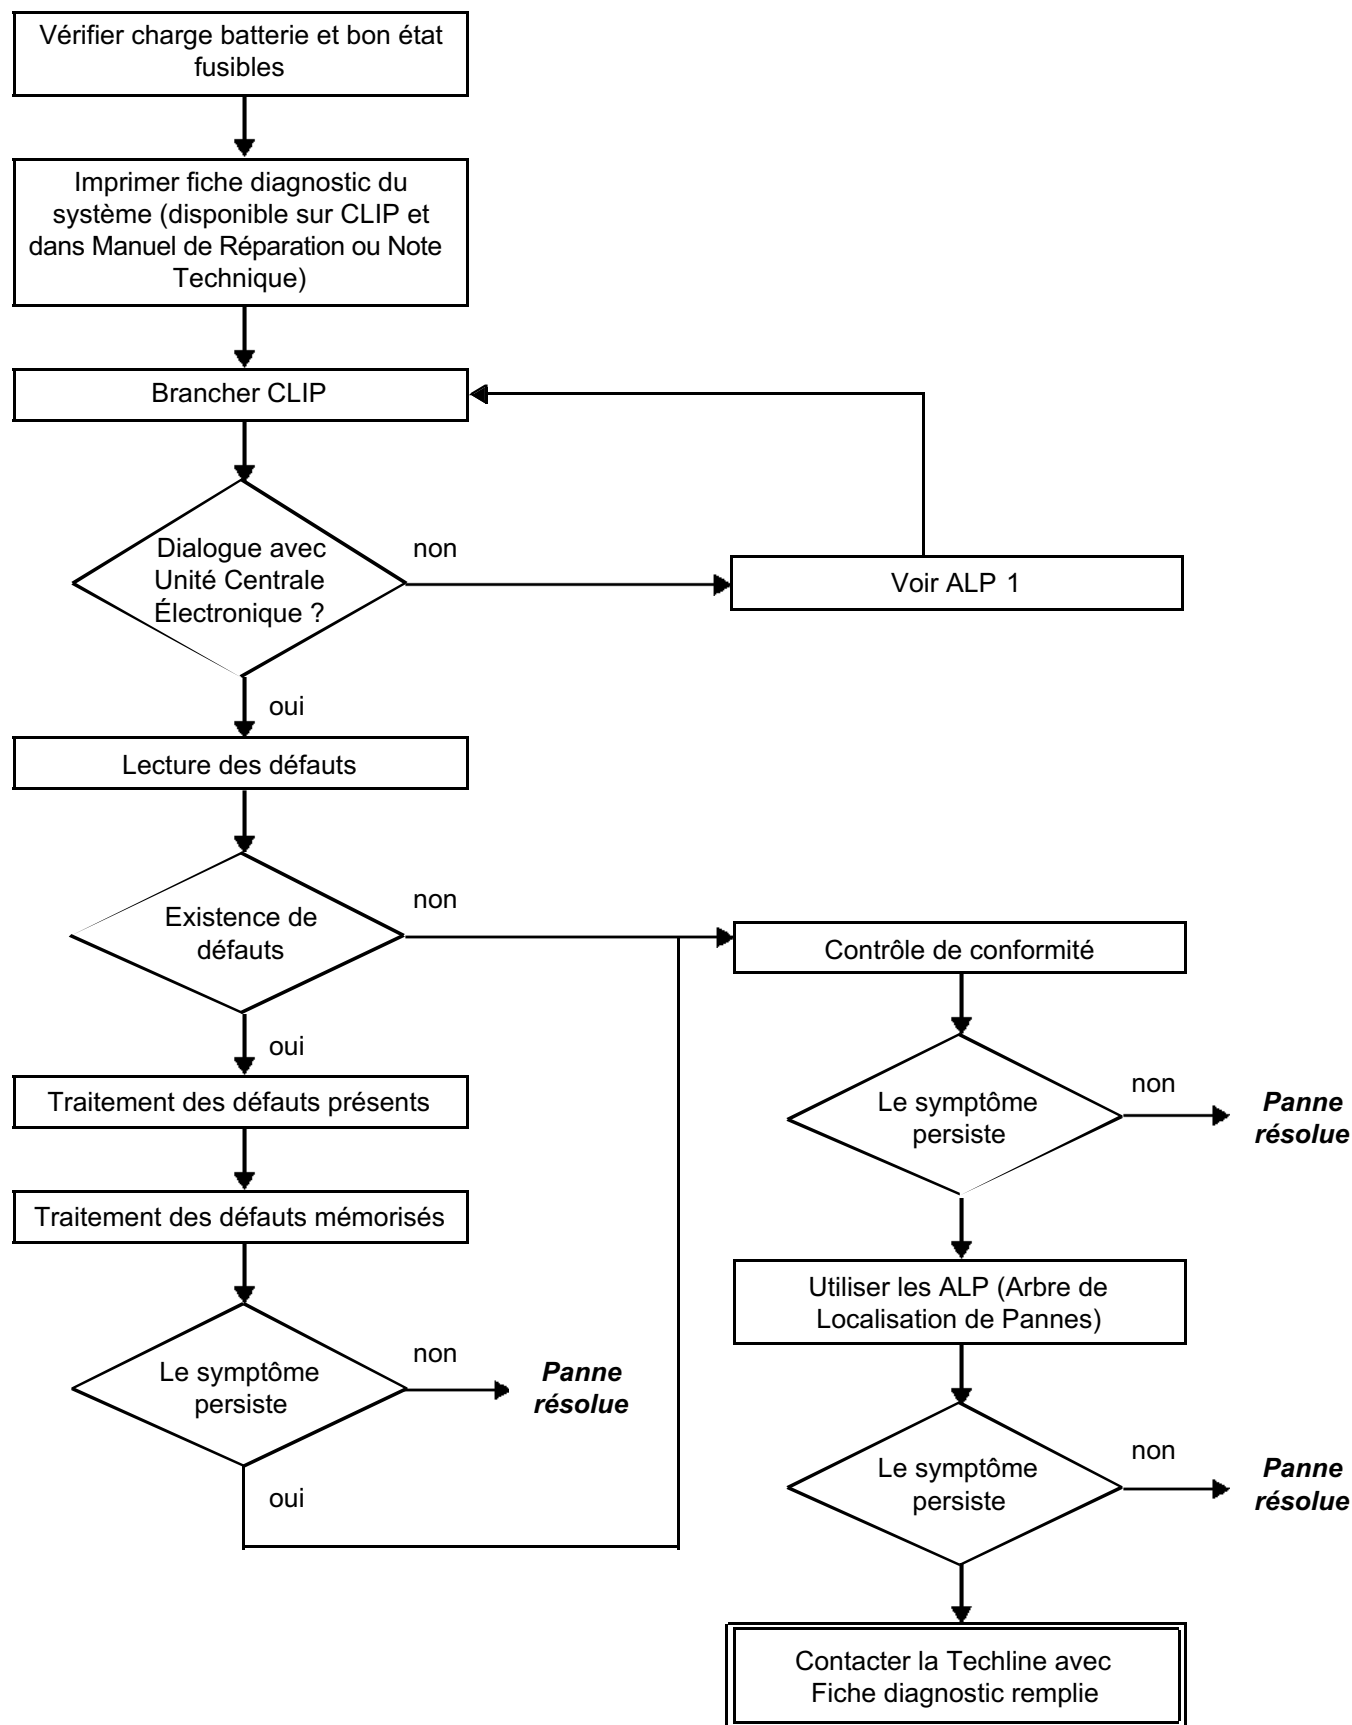 Vérifier charge batterie et bon état
fusibles
Imprimer fiche diagnostic du
système (disponible sur CLIP et
dans Manuel de Réparation ou Note
Technique)
Brancher CLIP
Dialogue avec
Unité Centrale
Électronique ?
non
Voir ALP 1
oui
Lecture des défauts
Existence de
défauts
non
Contrôle de conformité
oui
Traitement des défauts présents
Le symptôme
persiste
non
Panne
résolue
Traitement des défauts mémorisés
Utiliser les ALP (Arbre de
Localisation de Pannes)
Le symptôme
persiste
non
Panne
résolue
oui
Le symptôme
persiste
non
Panne
résolue
Contacter la Techline avec
Fiche diagnostic remplie